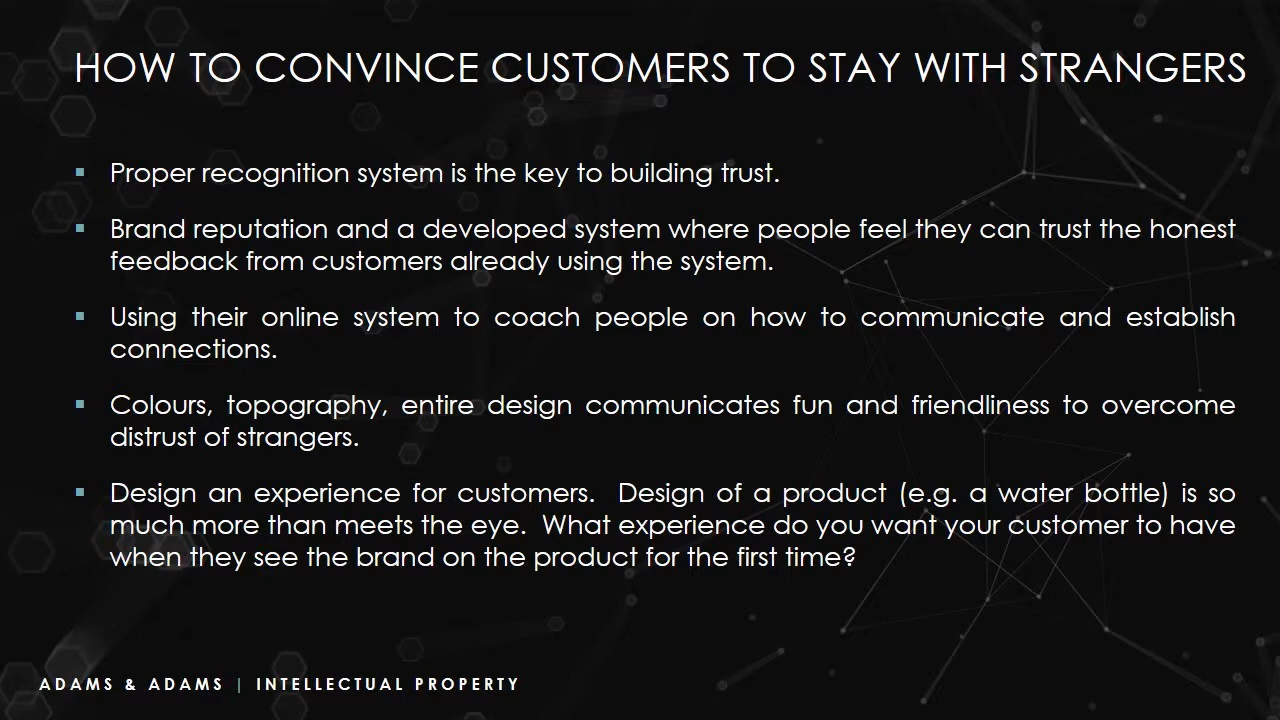 HOW TO CONVINCE CUSTOMERS TO STAY WITH STRANGERS
▪ Proper recognition system is the key to building trust.
▪ Brand reputation and a developed system where people feel they can trust the honest
feedback from customers already using the system.
▪ Using their online system to coach people on how to communicate and establish
connections.
▪ Colours, topography, entire design communicates fun and friendliness to overcome
distrust of strangers.
▪ Design an experience for customers. Design of a product (e.g. a water bottle) is so
much more than meets the eye. What experience do you want your customer to have
when they see the brand on the product for the first time?
ADAMS & ADAMS | INTELLECTUAL PROPERTY